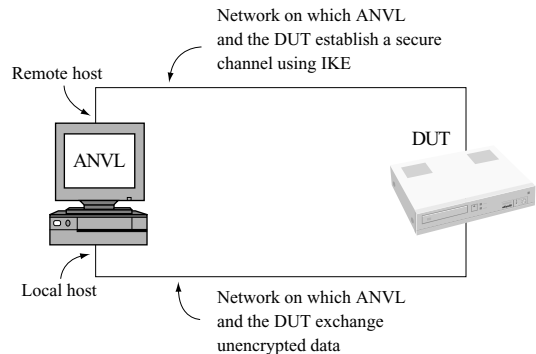 Network on which ANVL
and the DUT establish a secure
channel using IKE
Remote host
DUT
ANVL
Local host
Network on which ANVL
and the DUT exchange
unencrypted data